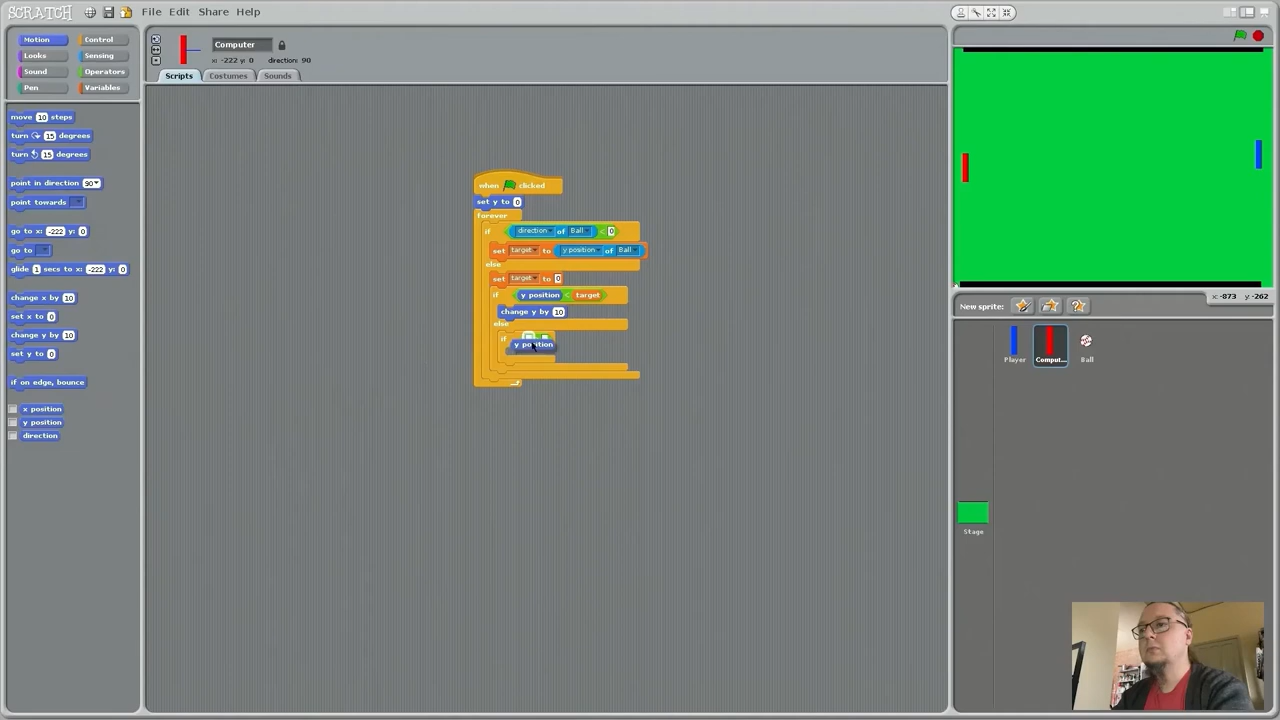 SCRATCH File Edit Share Help
Motion Control
Looks Sensing
Sound Operators
Pen Variables
move 10 steps
turn 15 degrees
turn 15 degrees
point in direction 90
point towards
go to x: -222 y: 0
go to
glide 1 secs to x: -222 y: 0
change x by 10
set x to 0
change y by 10
set y to 0
if on edge, bounce
x position
y position
direction
Computer
x: -222 y: 0 direction: 90
Scripts Costumes Sounds
when clicked
set y to 0
forever
if direction of Ball < 0
set target to y position of Ball
else
set target to 0
if y position < target
change y by 10
else
if
y position
x: -873 y: -262
New sprite:
Player Comput... Ball
Stage